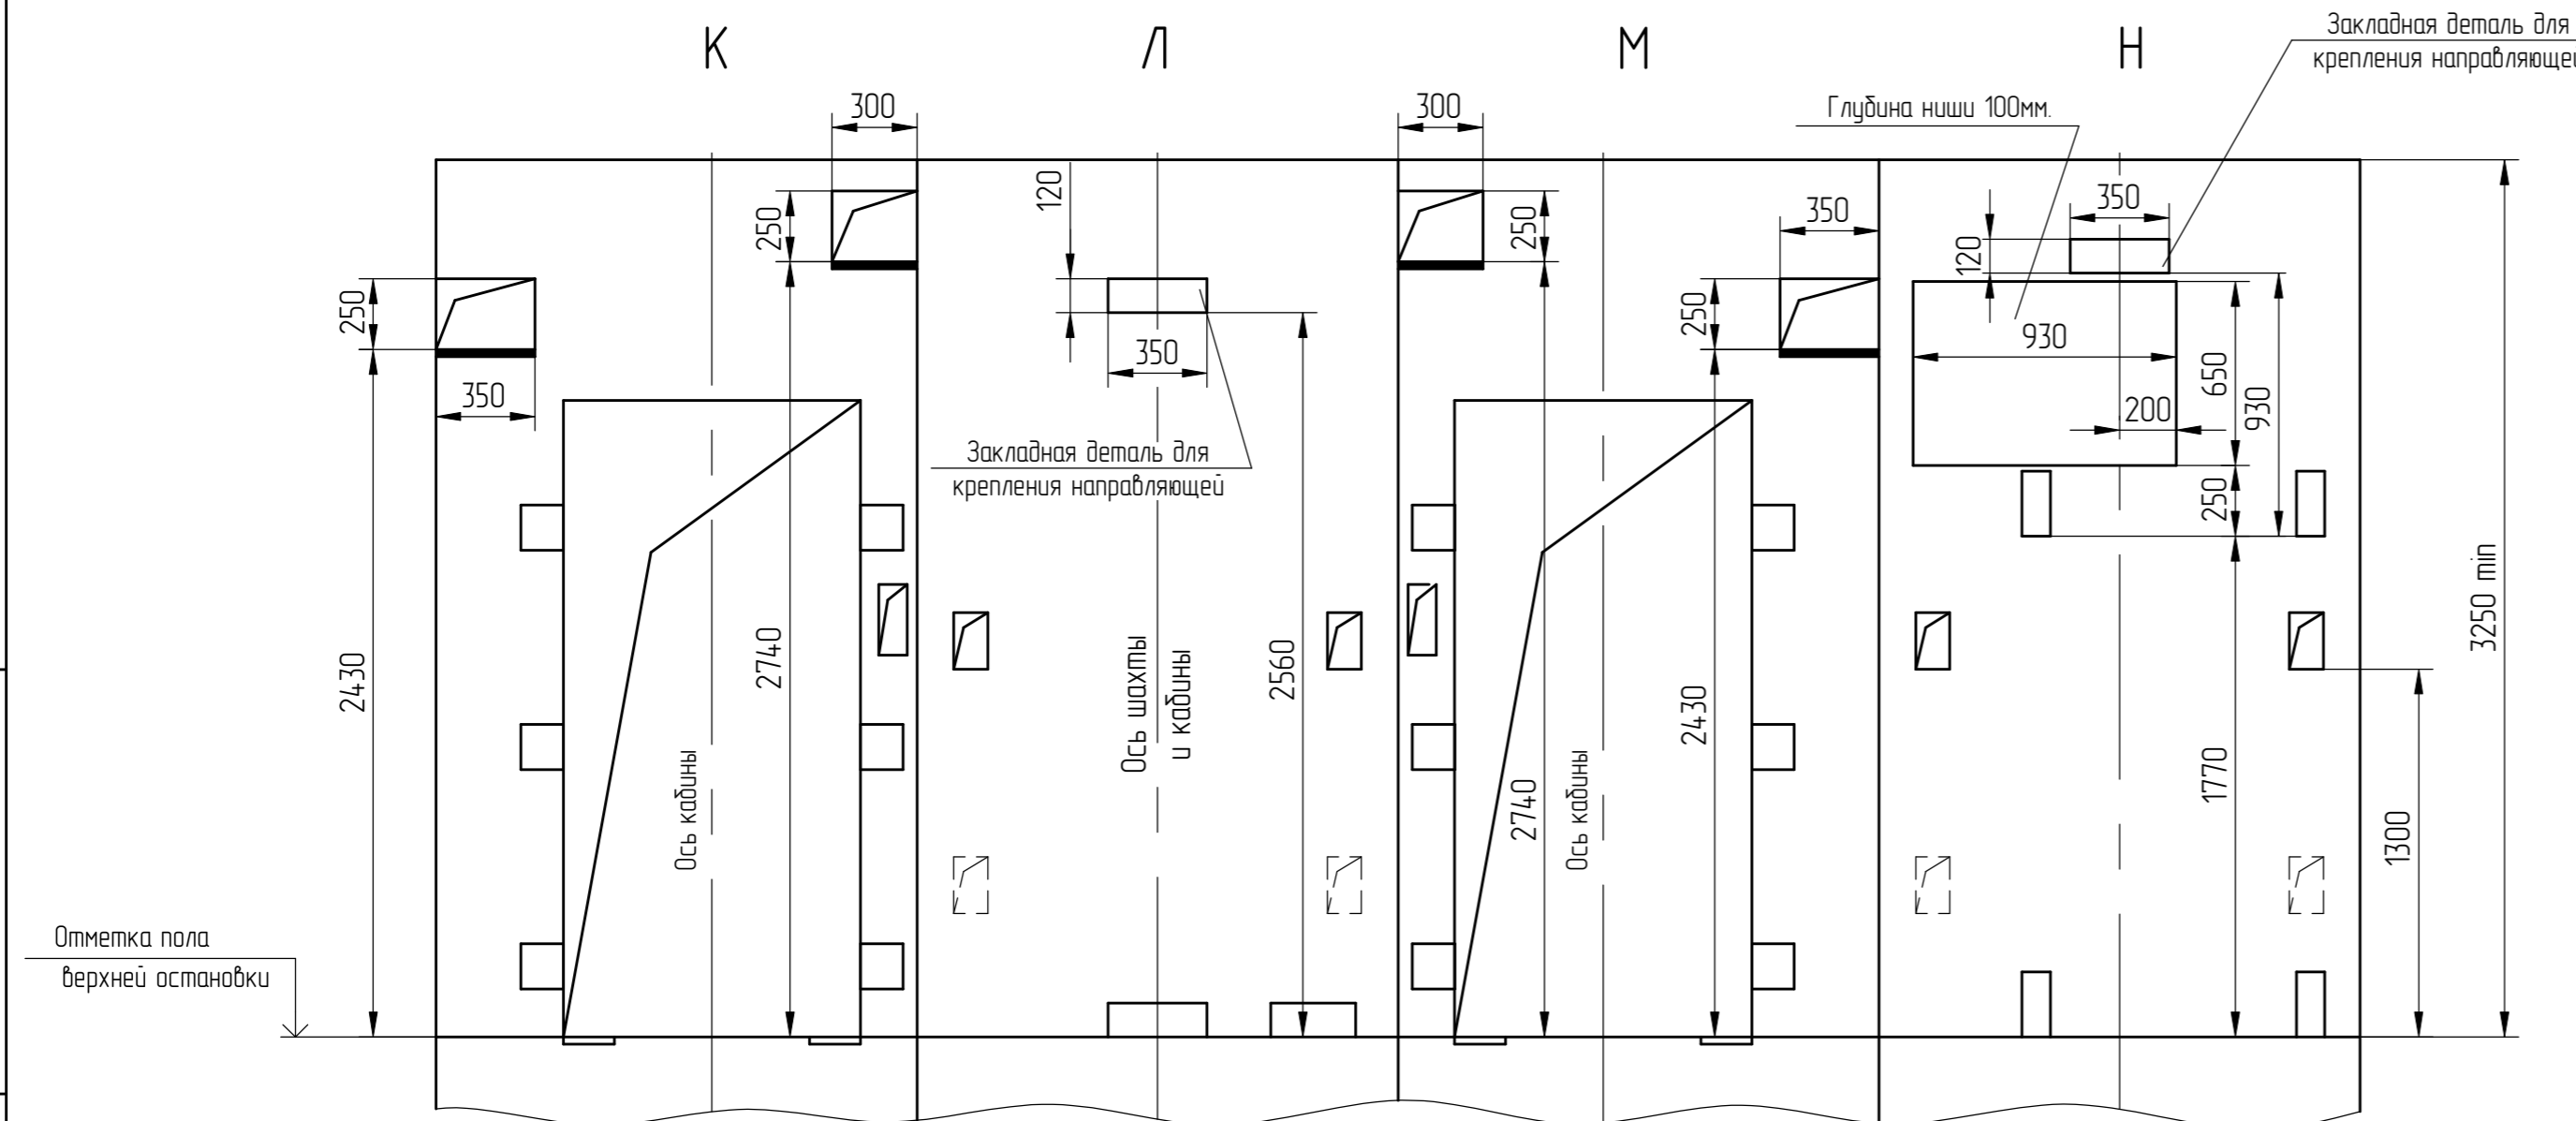 К
Л
М
Н
Закладная деталь для
крепления направляющей
Глубина ниши 100мм.
300
300
250
120
250
350
350
120
250
350
350
250
930
650
930
200
250
Закладная деталь для
крепления направляющей
2430
2740
Ось кабины
Ось шахты
и кабины
2560
2740
Ось кабины
2430
1770
1300
3250 min
Отметка пола
верхней остановки